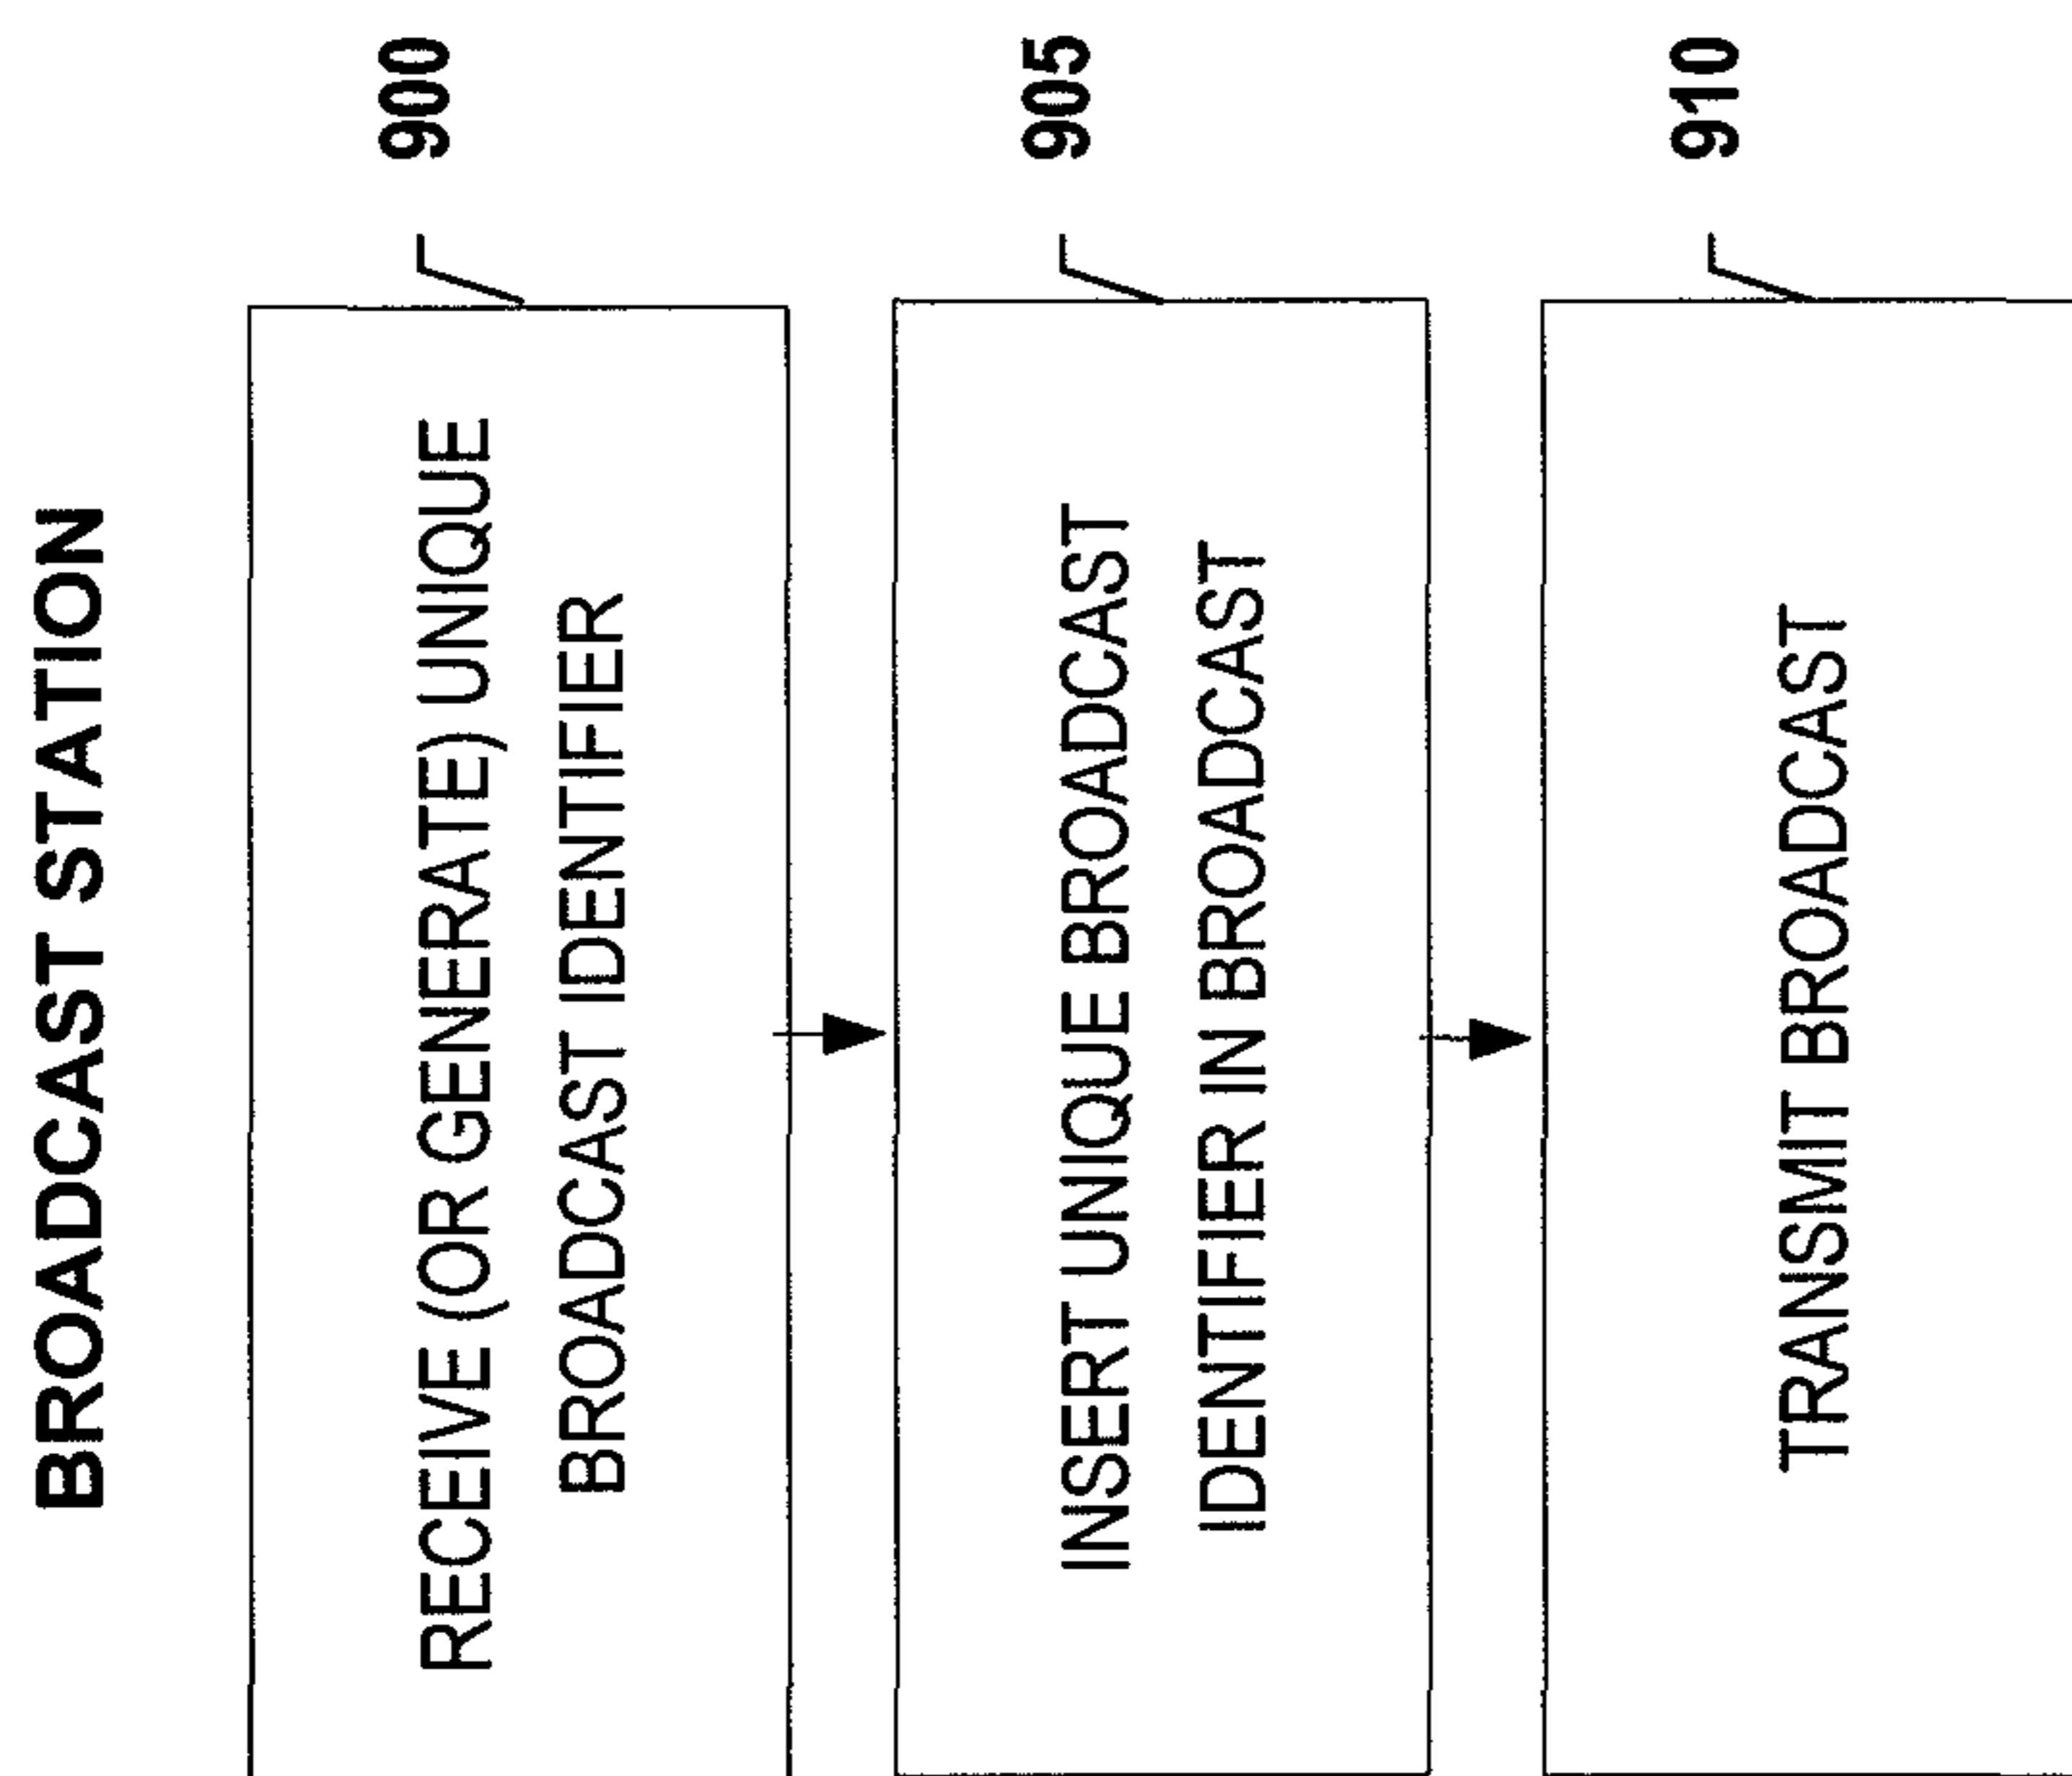 BROADCAST STATION
900
RECEIVE (OR GENERATE) UNIQUE
BROADCAST IDENTIFIER
905
INSERT UNIQUE BROADCAST
IDENTIFIER IN BROADCAST
910
TRANSMIT BROADCAST